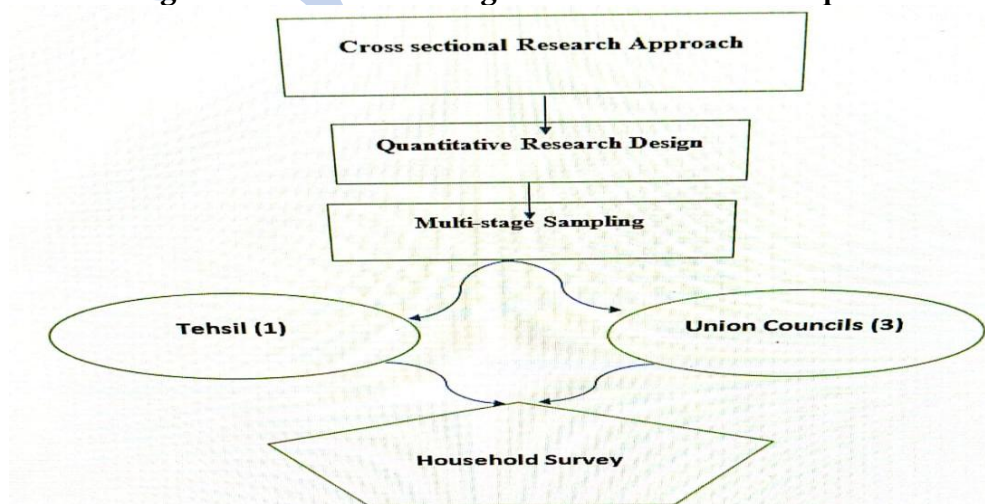 Cross sectional Research Approach
Quantitative Research Design
Multi-stage Sampling
Tehsil (1)
Union Councils (3)
Household Survey